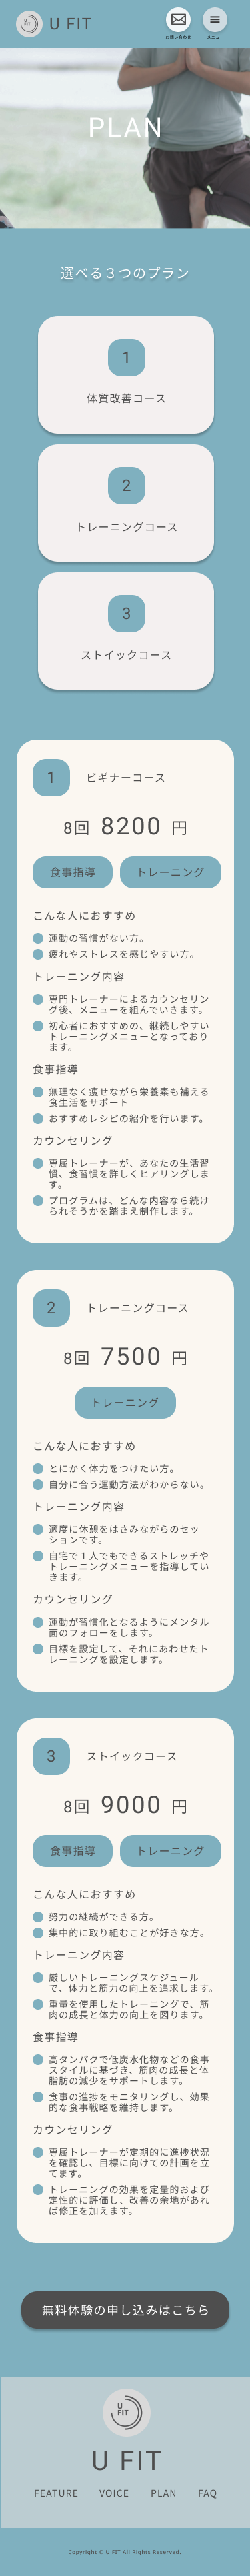 U FIT
U FIT
お問い合わせ
メニュー
PLAN
選べる３つのプラン
1
体質改善コース
2
トレーニングコース
3
ストイックコース
1
ビギナーコース
8回 8200 円
食事指導
トレーニング
こんな人におすすめ
運動の習慣がない方。
疲れやストレスを感じやすい方。
トレーニング内容
専門トレーナーによるカウンセリン
グ後、メニューを組んでいきます。
初心者におすすめの、継続しやすい
トレーニングメニューとなっており
ます。
食事指導
無理なく痩せながら栄養素も補える
食生活をサポート
おすすめレシピの紹介を行います。
カウンセリング
専属トレーナーが、あなたの生活習
慣、食習慣を詳しくヒアリングしま
す。
プログラムは、どんな内容なら続け
られそうかを踏まえ制作します。
2
トレーニングコース
8回 7500 円
トレーニング
こんな人におすすめ
とにかく体力をつけたい方。
自分に合う運動方法がわからない。
トレーニング内容
適度に休憩をはさみながらのセッ
ションです。
自宅で１人でもできるストレッチや
トレーニングメニューを指導してい
きます。
カウンセリング
運動が習慣化となるようにメンタル
面のフォローをします。
目標を設定して、それにあわせたト
レーニングを設定します。
3
ストイックコース
8回 9000 円
食事指導
トレーニング
こんな人におすすめ
努力の継続ができる方。
集中的に取り組むことが好きな方。
トレーニング内容
厳しいトレーニングスケジュール
で、体力と筋力の向上を追求します。
重量を使用したトレーニングで、筋
肉の成長と体力の向上を図ります。
食事指導
高タンパクで低炭水化物などの食事
スタイルに基づき、筋肉の成長と体
脂肪の減少をサポートします。
食事の進捗をモニタリングし、効果
的な食事戦略を維持します。
カウンセリング
専属トレーナーが定期的に進捗状況
を確認し、目標に向けての計画を立
てます。
トレーニングの効果を定量的および
定性的に評価し、改善の余地があれ
ば修正を加えます。
無料体験の申し込みはこちら
U
FIT
U FIT
FEATURE VOICE PLAN FAQ
Copyright © U FIT All Rights Reserved.